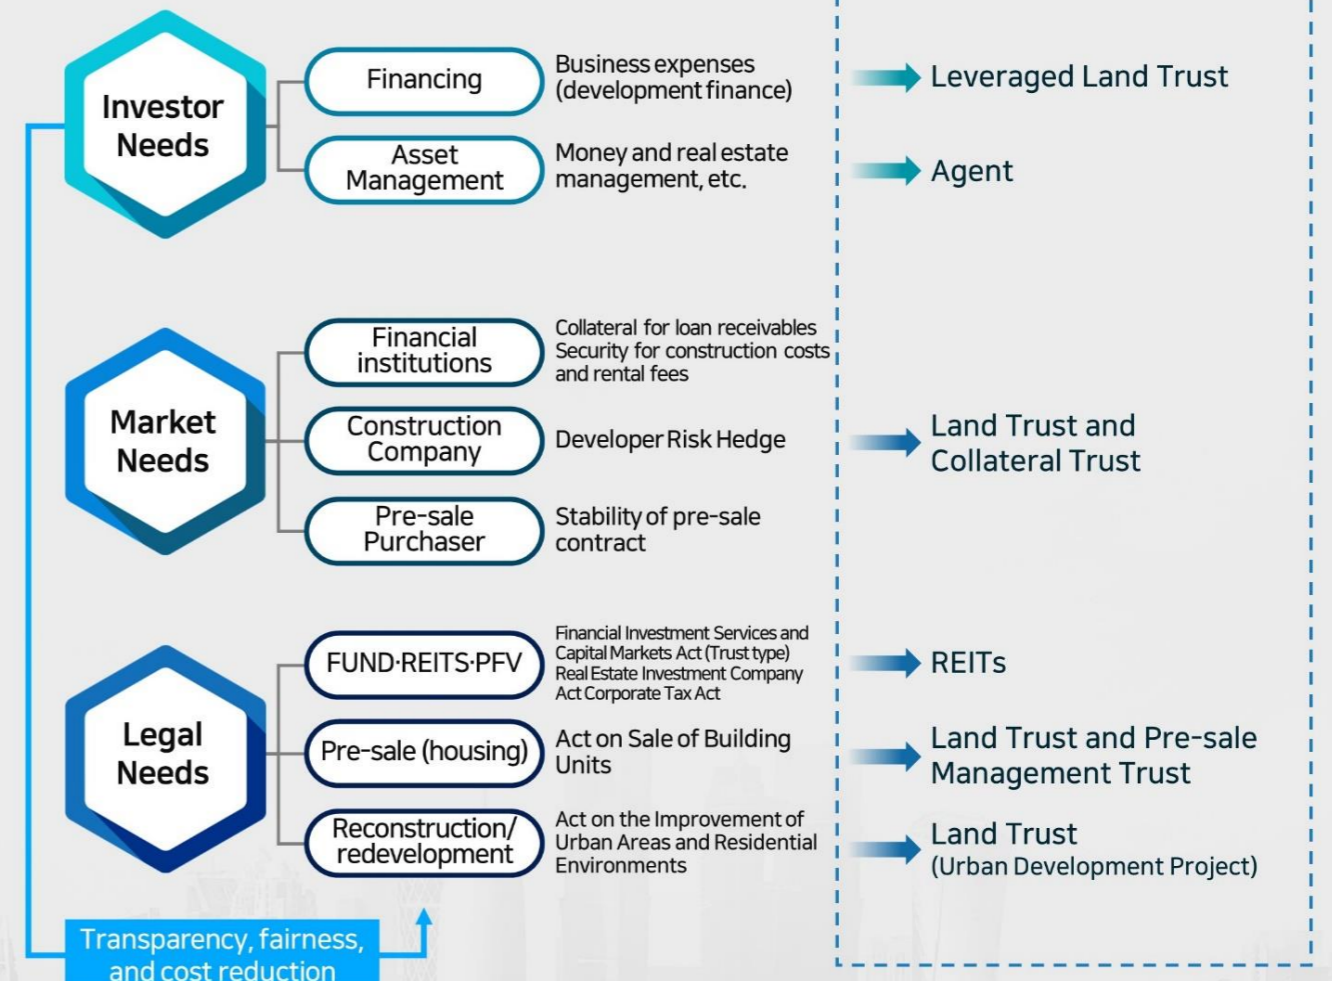 Investor
Needs
Financing
Business expenses
(development finance)
Leveraged Land Trust
Asset
Management
Money and real estate
management, etc.
Agent
Market
Needs
Financial
institutions
Collateral for loan receivables
Security for construction costs
and rental fees
Construction
Company
Developer Risk Hedge
Land Trust and
Collateral Trust
Pre-sale
Purchaser
Stability of pre-sale
contract
Legal
Needs
FUND·REITS·PFV
Financial Investment Services and
Capital Markets Act (Trust type)
Real Estate Investment Company
Act Corporate Tax Act
REITs
Pre-sale (housing)
Act on Sale of Building
Units
Land Trust and Pre-sale
Management Trust
Reconstruction/
redevelopment
Act on the Improvement of
Urban Areas and Residential
Environments
Land Trust
(Urban Development Project)
Transparency, fairness,
and cost reduction